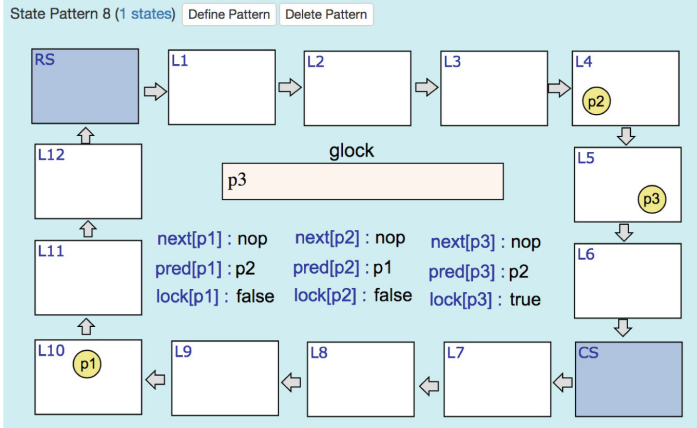 State Pattern 8 (1 states) Define Pattern Delete Pattern
RS L1 L2 L3 L4
p2
L12 glock L5
p3 p3
next[p1] : nop next[p2] : nop next[p3] : nop
L11 L6
pred[p1] : p2 pred[p2] : p1 pred[p3] : p2
lock[p1] : false lock[p2] : false lock[p3] : true
L10 L9 L8 L7 CS
p1